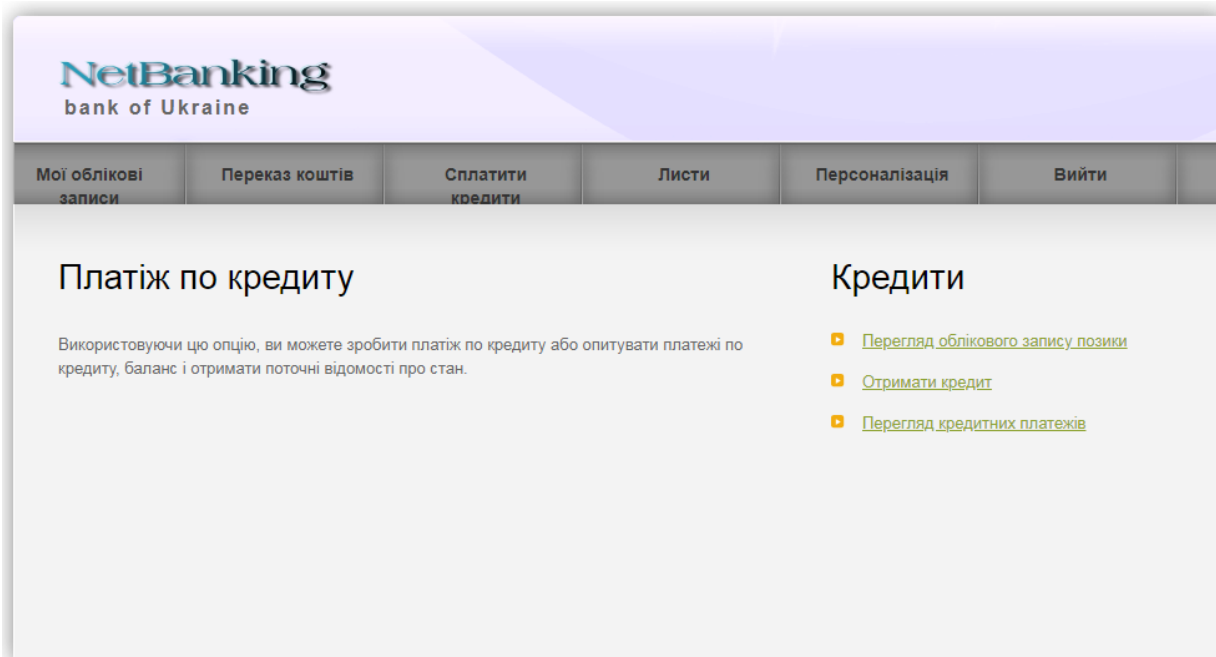 NetBanking
bank of Ukraine
Мої облікові
записи
Переказ коштів
Сплатити
кредити
Листи
Персоналізація
Вийти
Платіж по кредиту
Використовуючи цю опцію, ви можете зробити платіж по кредиту або опитувати платежі по
кредиту, баланс і отримати поточні відомості про стан.
Кредити
Перегляд облікового запису позики
Отримати кредит
Перегляд кредитних платежів